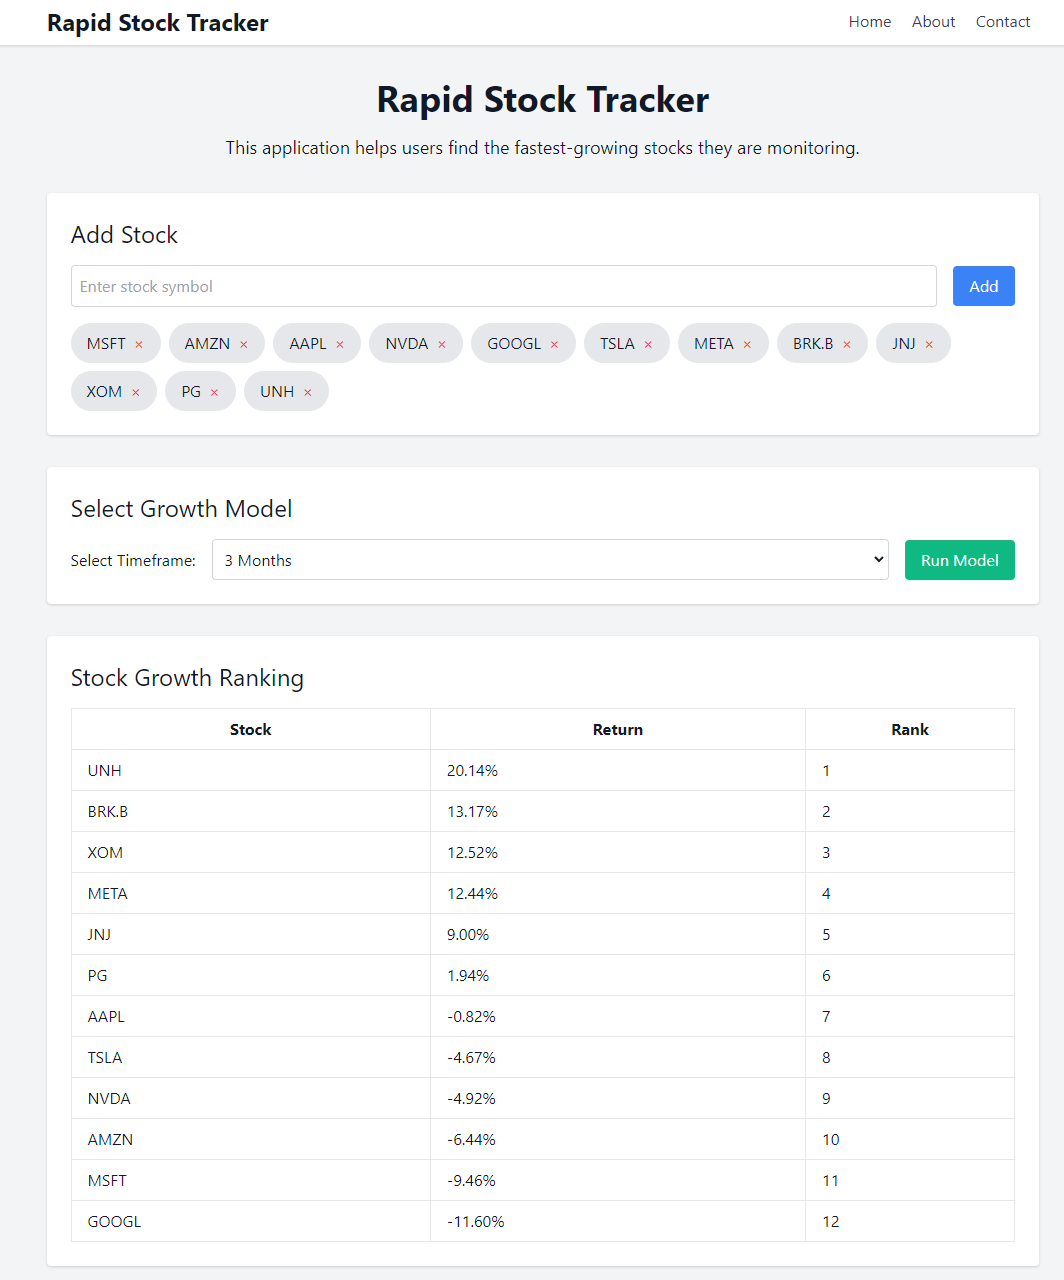 Rapid Stock Tracker Home About Contact
Rapid Stock Tracker
This application helps users find the fastest-growing stocks they are monitoring.
Add Stock
Enter stock symbol Add
MSFT × AMZN × AAPL × NVDA × GOOGL × TSLA × META × BRK.B × JNJ ×
XOM × PG × UNH ×
Select Growth Model
Select Timeframe: 3 Months Run Model
Stock Growth Ranking
Stock Return Rank
UNH 20.14% 1
BRK.B 13.17% 2
XOM 12.52% 3
META 12.44% 4
JNJ 9.00% 5
PG 1.94% 6
AAPL -0.82% 7
TSLA -4.67% 8
NVDA -4.92% 9
AMZN -6.44% 10
MSFT -9.46% 11
GOOGL -11.60% 12